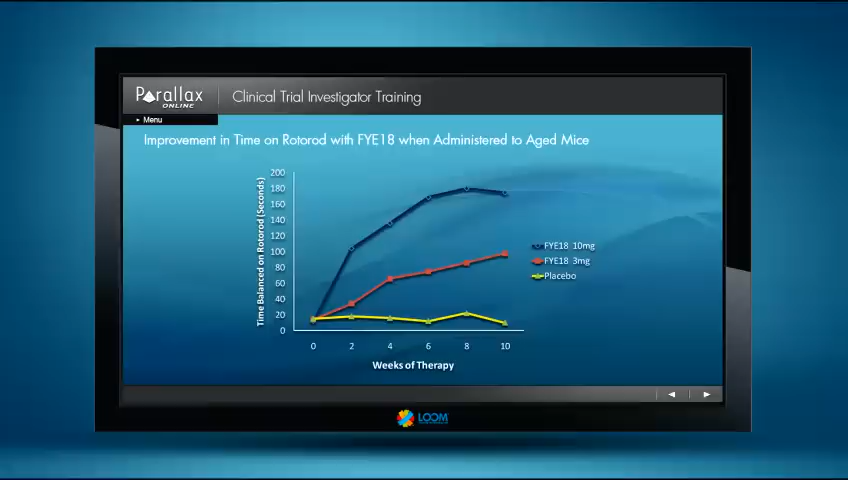 Parallax
ONLINE
Clinical Trial Investigator Training
Menu
Improvement in Time on Rotorod with FYE18 when Administered to Aged Mice
Time Balanced on Rotorod (Seconds)
200
180
160
140
120
100
80
60
40
20
0
0 2 4 6 8 10
Weeks of Therapy
FYE18 10mg
FYE18 3mg
Placebo
LOOM